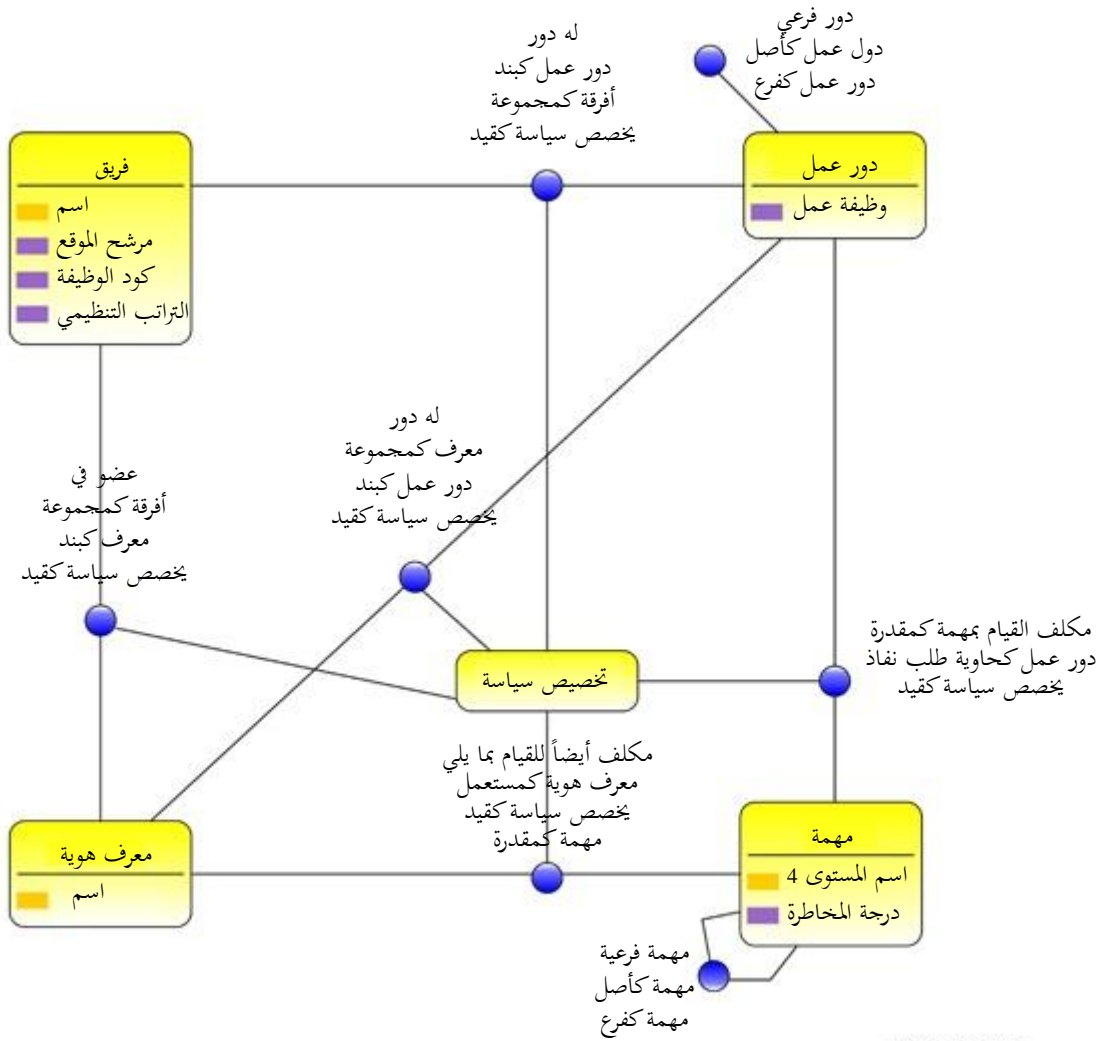 دور فرعي
دول عمل كأصل
دور عمل كفرع
له دور
دور عمل كبند
أفرقة كمجموعة
يخصص سياسة كقيد
دور عمل
وظيفة عمل
فريق
اسم
مرشح الموقع
كود الوظيفة
التراتب التنظيمي
له دور
معرف كمجموعة
دور عمل كبند
يخصص سياسة كقيد
عضو في
أفرقة كمجموعة
معرف كبند
يخصص سياسة كقيد
مكلف القيام بمهمة كمقدرة
دور عمل كحاوية طلب نفاذ
يخصص سياسة كقيد
تخصيص سياسة
مكلف أيضاً للقيام بما يلي
معرف هوية كمستعمل
يخصص سياسة كقيد
مهمة كمقدرة
مهمة
اسم المستوى 4
درجة المخاطرة
معرف هوية
اسم
مهمة فرعية
مهمة كأصل
مهمة كفرع